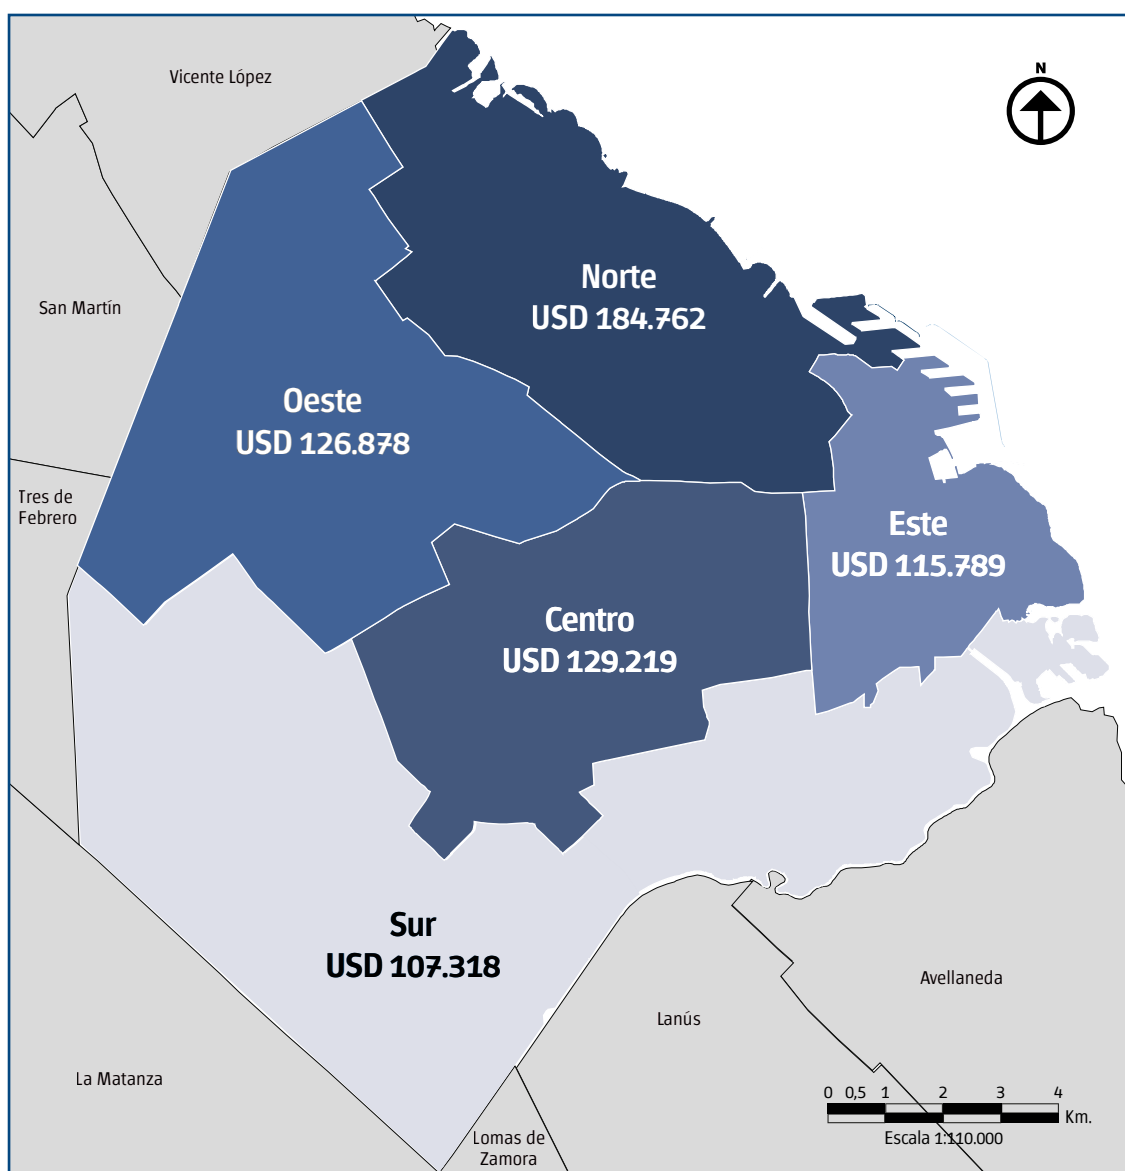 Vicente López
N
Norte
USD 184.762
San Martín
Oeste
USD 126.878
Tres de
Febrero
Este
USD 115.789
Centro
USD 129.219
Sur
USD 107.318
Avellaneda
Lanús
La Matanza
0 0,5 1 2 3 4
Km.
Escala 1:110.000
Lomas de
Zamora